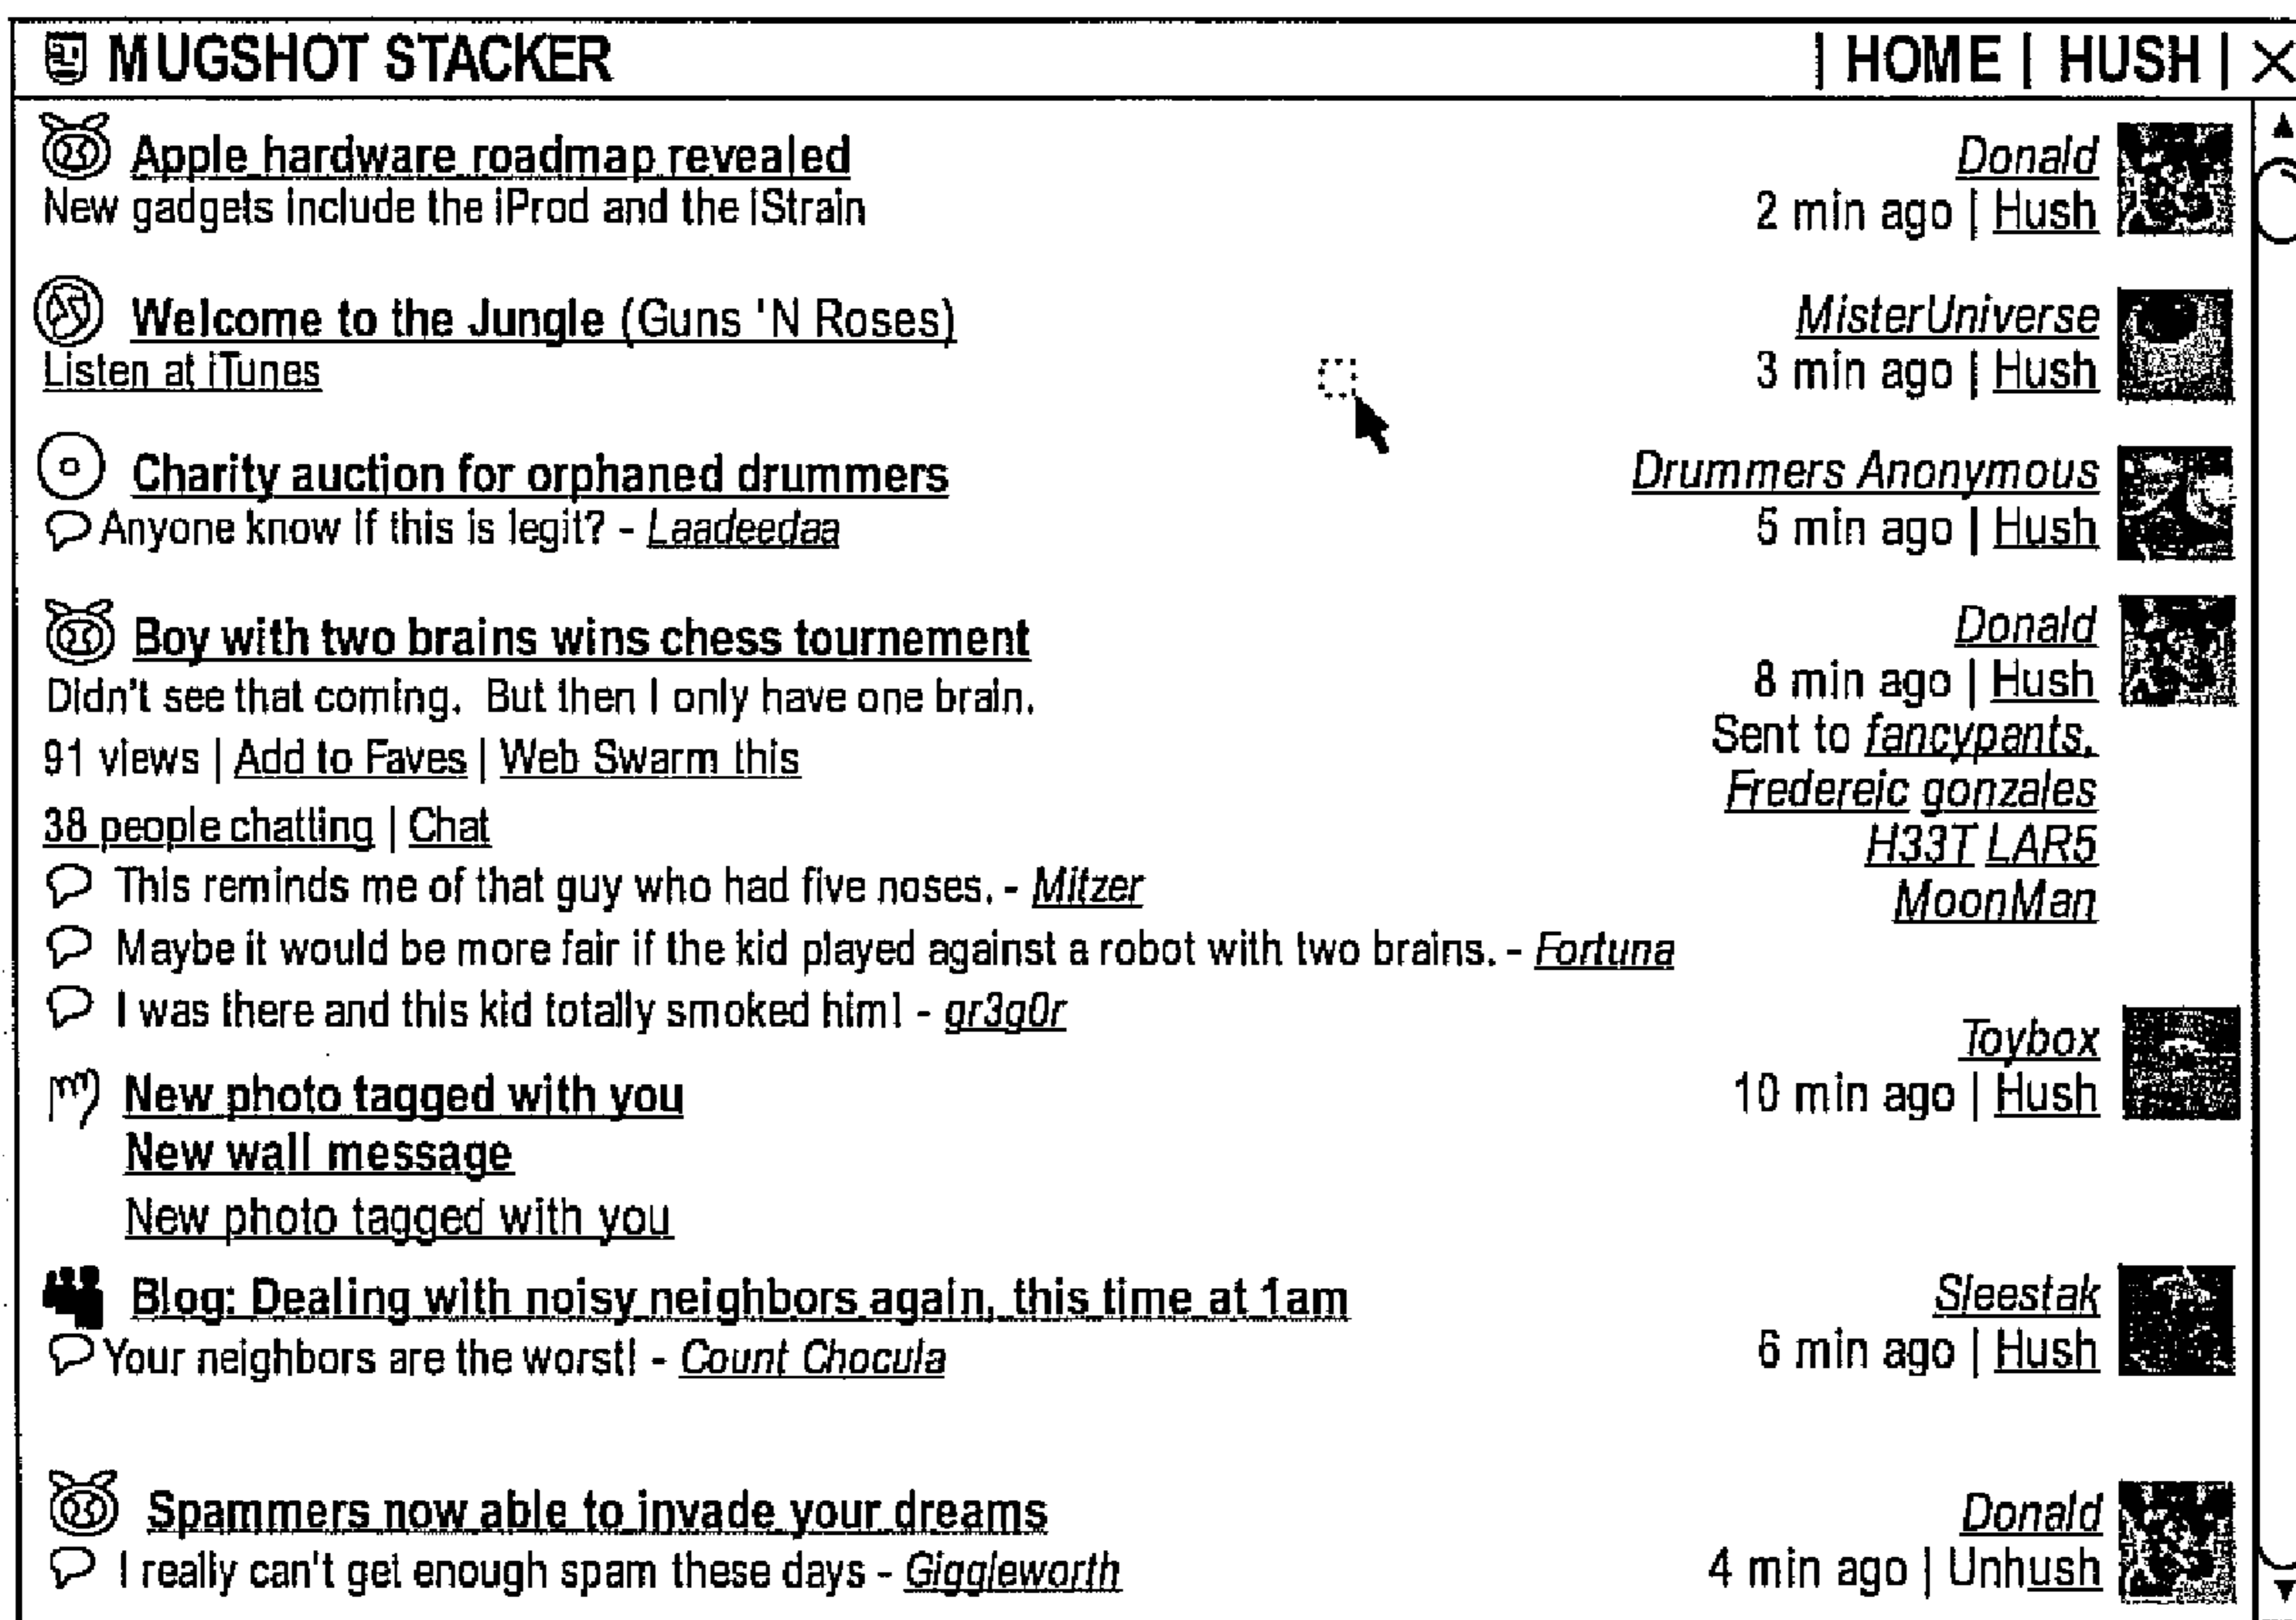 MUGSHOT STACKER | HOME | HUSH | X
Apple hardware roadmap revealed
New gadgets include the iProd and the iStrain
Donald
2 min ago | Hush
Welcome to the Jungle (Guns 'N Roses)
Listen at iTunes
MisterUniverse
3 min ago | Hush
Charity auction for orphaned drummers
Anyone know if this is legit? - Laadeedaa
Drummers Anonymous
5 min ago | Hush
Boy with two brains wins chess tournement
Didn't see that coming. But then I only have one brain.
91 views | Add to Faves | Web Swarm this
38 people chatting | Chat
This reminds me of that guy who had five noses. - Mitzer
Maybe it would be more fair if the kid played against a robot with two brains. - Fortuna
I was there and this kid totally smoked him! - gr3g0r
Donald
8 min ago | Hush
Sent to fancypants,
Fredereic gonzales
H33T LAR5
MoonMan
New photo tagged with you
New wall message
New photo tagged with you
Toybox
10 min ago | Hush
Blog: Dealing with noisy neighbors again, this time at 1am
Your neighbors are the worst! - Count Chocula
Sleestak
6 min ago | Hush
Spammers now able to invade your dreams
I really can't get enough spam these days - Giggleworth
Donald
4 min ago | Unhush